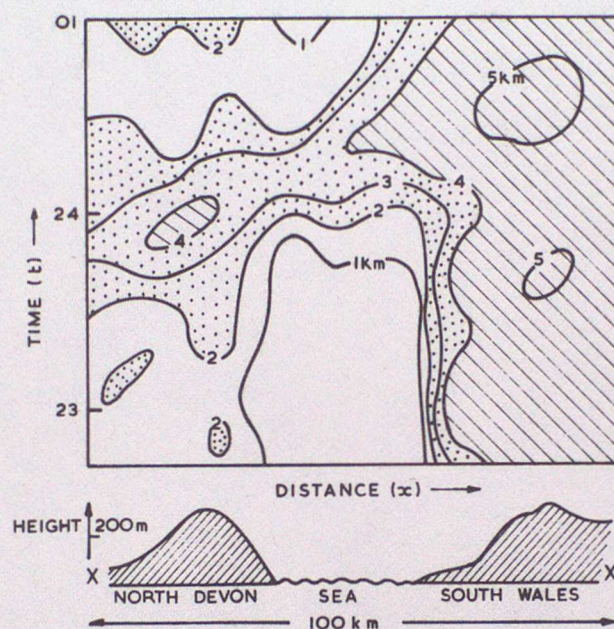 01
2
1
5km
4
3
24
2
4
1km
5
TIME (t) →
2
2
23
DISTANCE (x) →
HEIGHT 200m
X X
NORTH DEVON SEA SOUTH WALES
100 km